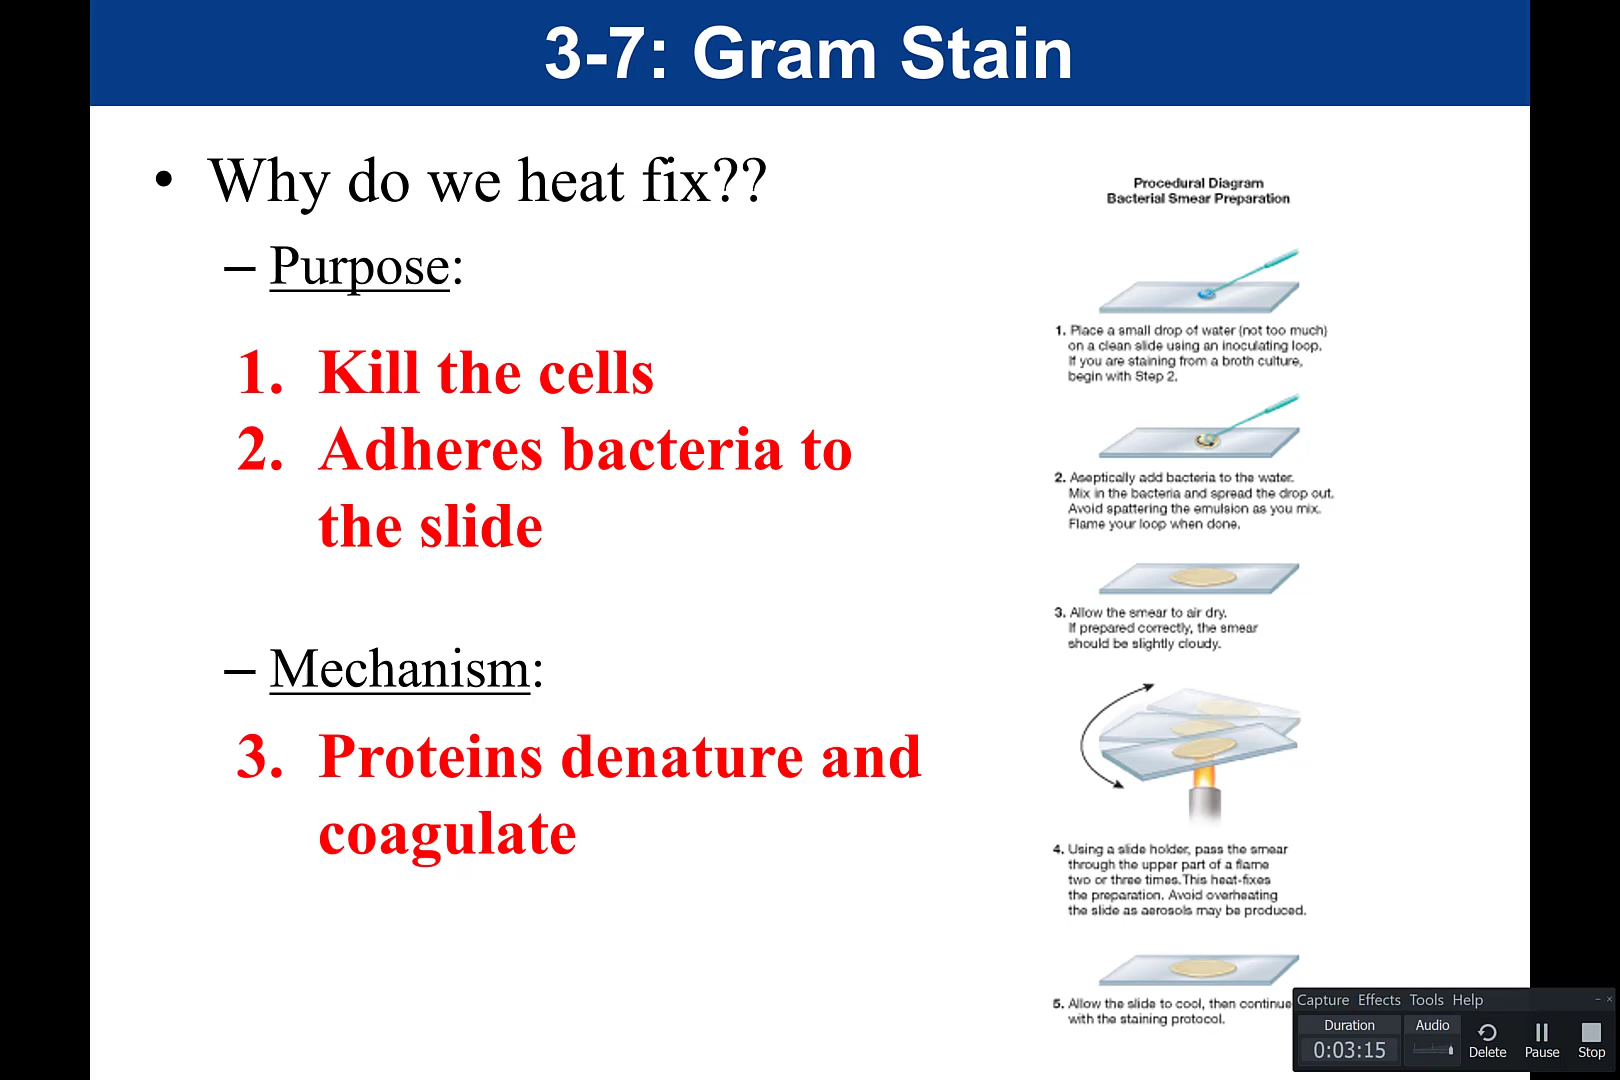 3-7: Gram Stain
• Why do we heat fix??
– Purpose:
1. Kill the cells
2. Adheres bacteria to
the slide
– Mechanism:
3. Proteins denature and
coagulate
Procedural Diagram
Bacterial Smear Preparation
1. Place a small drop of water (not too much)
on a clean slide using an inoculating loop.
If you are staining from a broth culture,
begin with Step 2.
2. Aseptically add bacteria to the water.
Mix in the bacteria and spread the drop out.
Avoid spattering the emulsion as you mix.
Flame your loop when done.
3. Allow the smear to air dry.
If prepared correctly, the smear
should be slightly cloudy.
4. Using a slide holder, pass the smear
through the upper part of a flame
two or three times. This heat-fixes
the preparation. Avoid overheating
the slide as aerosols may be produced.
5. Allow the slide to cool, then continue
with the staining protocol.
Capture Effects Tools Help
Duration Audio
0:03:15
Delete Pause Stop